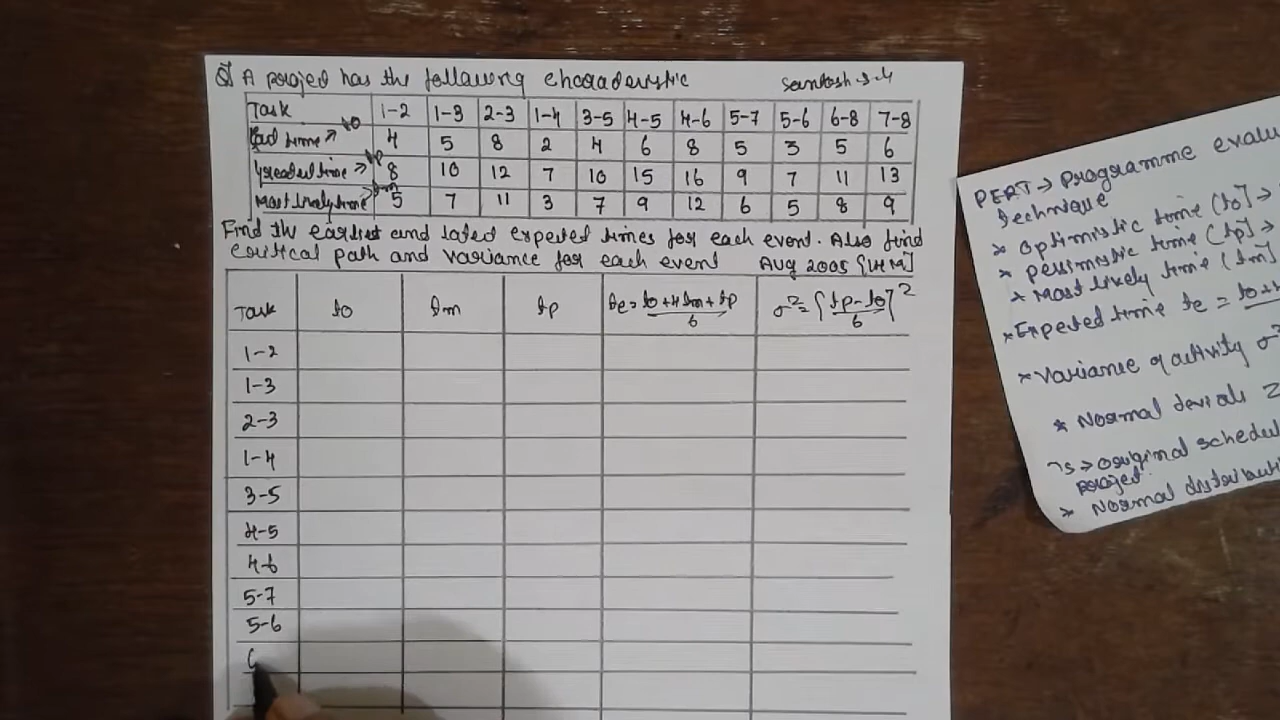 Q) A project has the following characteristic Santosh S.H
Task 1-2 1-3 2-3 1-4 3-5 4-5 4-6 5-7 5-6 6-8 7-8
time → to 4 5 8 2 4 6 8 5 3 5 6
Greatest time → tp 8 10 12 7 10 15 16 9 7 11 13
Most likely time tm 5 7 11 3 7 9 12 6 5 8 9
Find the earliest and latest expected times for each event. Also find
critical path and variance for each event Aug 2005 [14M]
Task to tm tp te = to+4tm+tp/6 σ² = [tp-to/6]²
1-2
1-3
2-3
1-4
3-5
4-5
4-6
5-7
5-6
PERT → Programme evalu
technique
* optimistic time (to) →
* pessimistic time (tp) →
* Most likely time (tm)
* Expected time te = to+4
* Variance of activity σ²
* Normal deviate Z
Ts → original schedul
project.
* Normal distributi